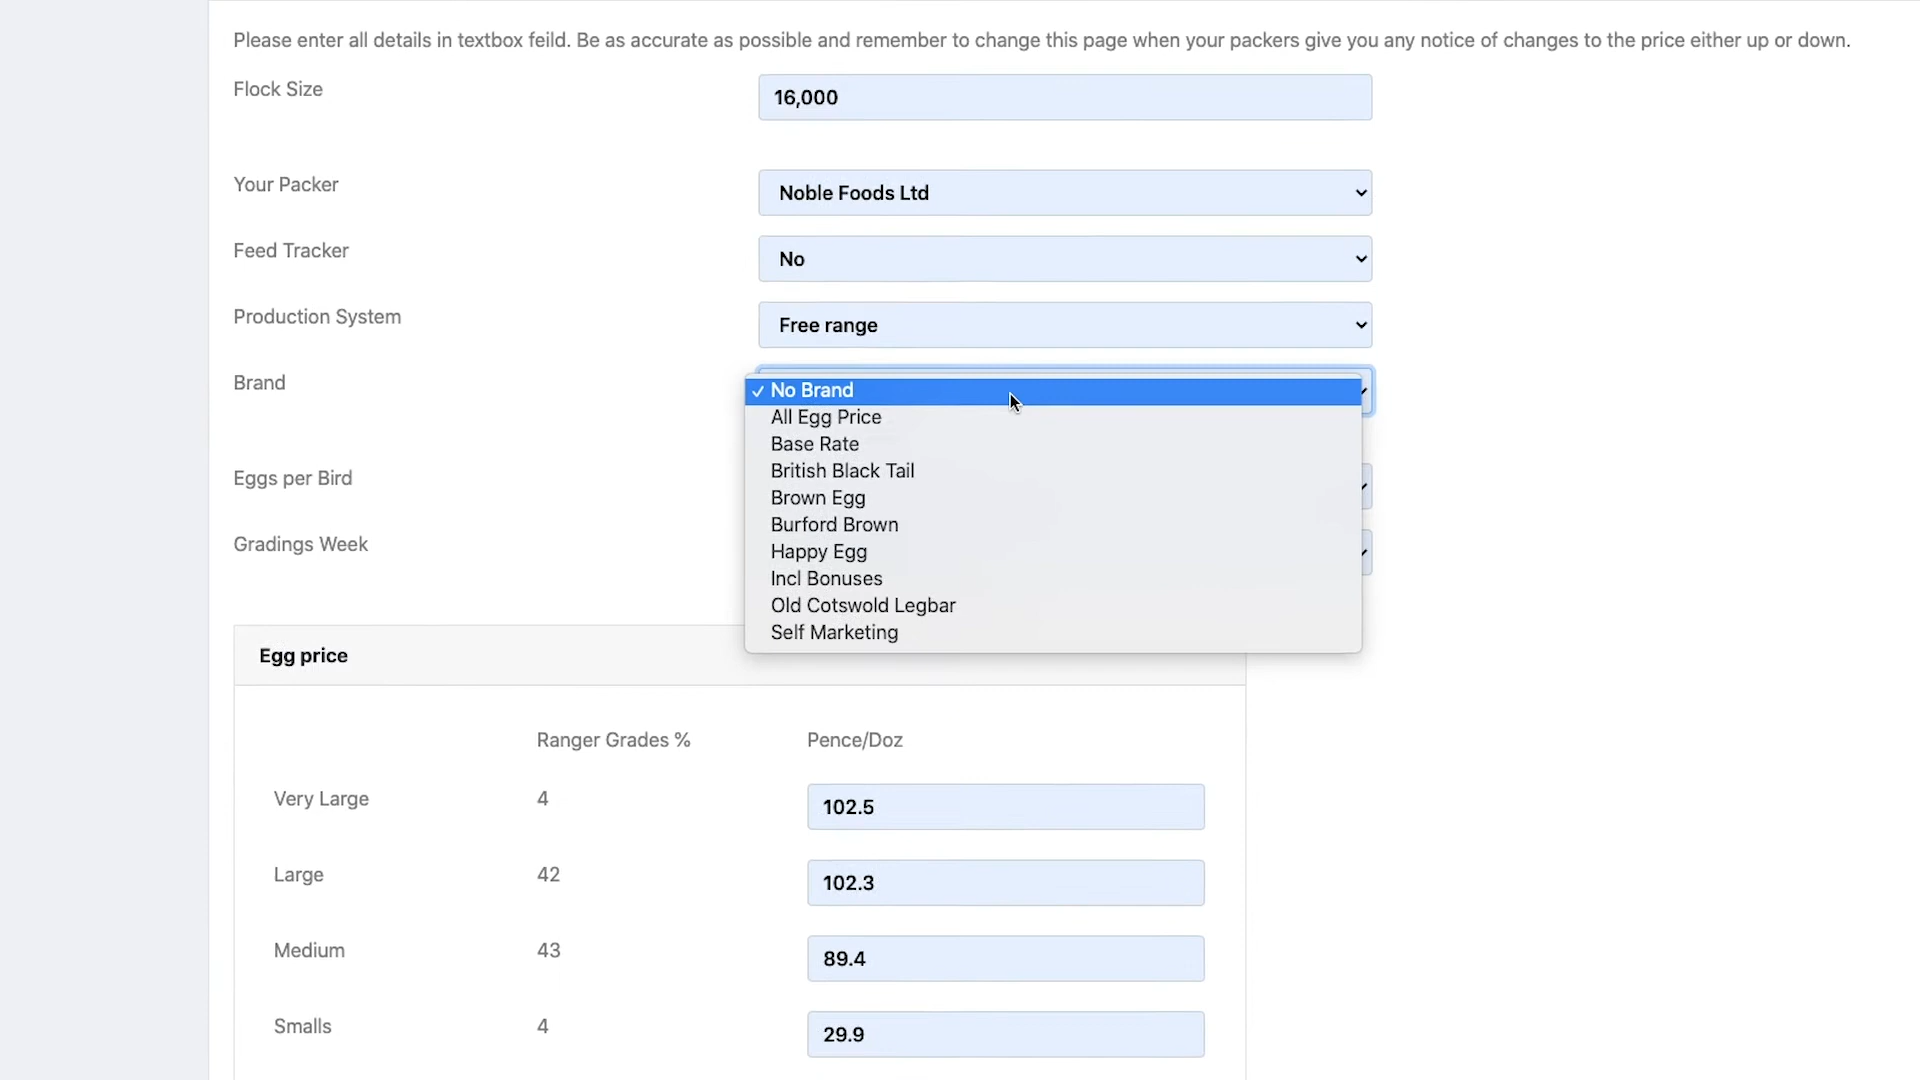 Please enter all details in textbox feild. Be as accurate as possible and remember to change this page when your packers give you any notice of changes to the price either up or down.
Flock Size
16,000
Your Packer
Noble Foods Ltd
Feed Tracker
No
Production System
Free range
Brand
✓ No Brand
All Egg Price
Base Rate
British Black Tail
Brown Egg
Burford Brown
Happy Egg
Incl Bonuses
Old Cotswold Legbar
Self Marketing
Eggs per Bird
Gradings Week
Egg price
Ranger Grades % Pence/Doz
Very Large 4 102.5
Large 42 102.3
Medium 43 89.4
Smalls 4 29.9